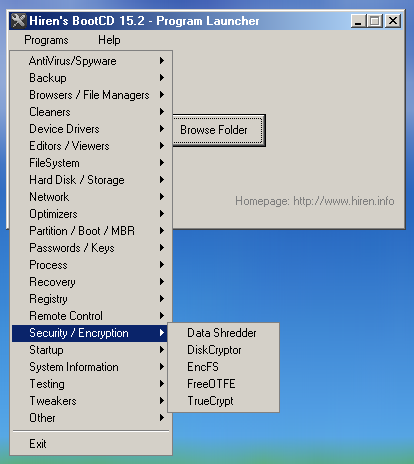 Hiren's BootCD 15.2 - Program Launcher
Programs Help
AntiVirus/Spyware
Backup
Browsers / File Managers
Cleaners
Device Drivers
Browse Folder
Editors / Viewers
FileSystem
Hard Disk / Storage
Network
Homepage: http://www.hiren.info
Optimizers
Partition / Boot / MBR
Passwords / Keys
Process
Recovery
Registry
Remote Control
Security / Encryption
Data Shredder
DiskCryptor
EncFS
FreeOTFE
TrueCrypt
Startup
System Information
Testing
Tweakers
Other
Exit